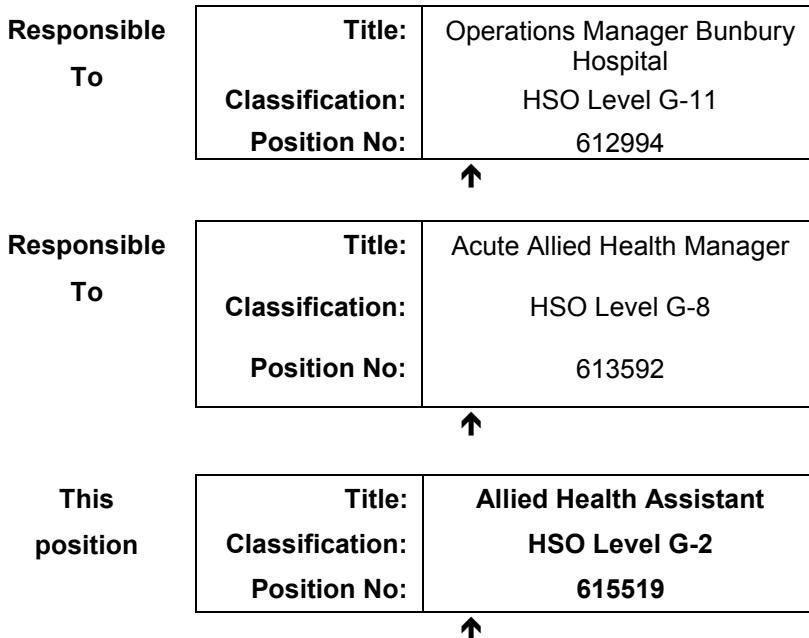 Responsible To
Title: Operations Manager Bunbury
Hospital
Classification: HSO Level G-11
Position No: 612994
Responsible To
Title: Acute Allied Health Manager
Classification: HSO Level G-8
Position No: 613592
This position
Title: Allied Health Assistant
Classification: HSO Level G-2
Position No: 615519